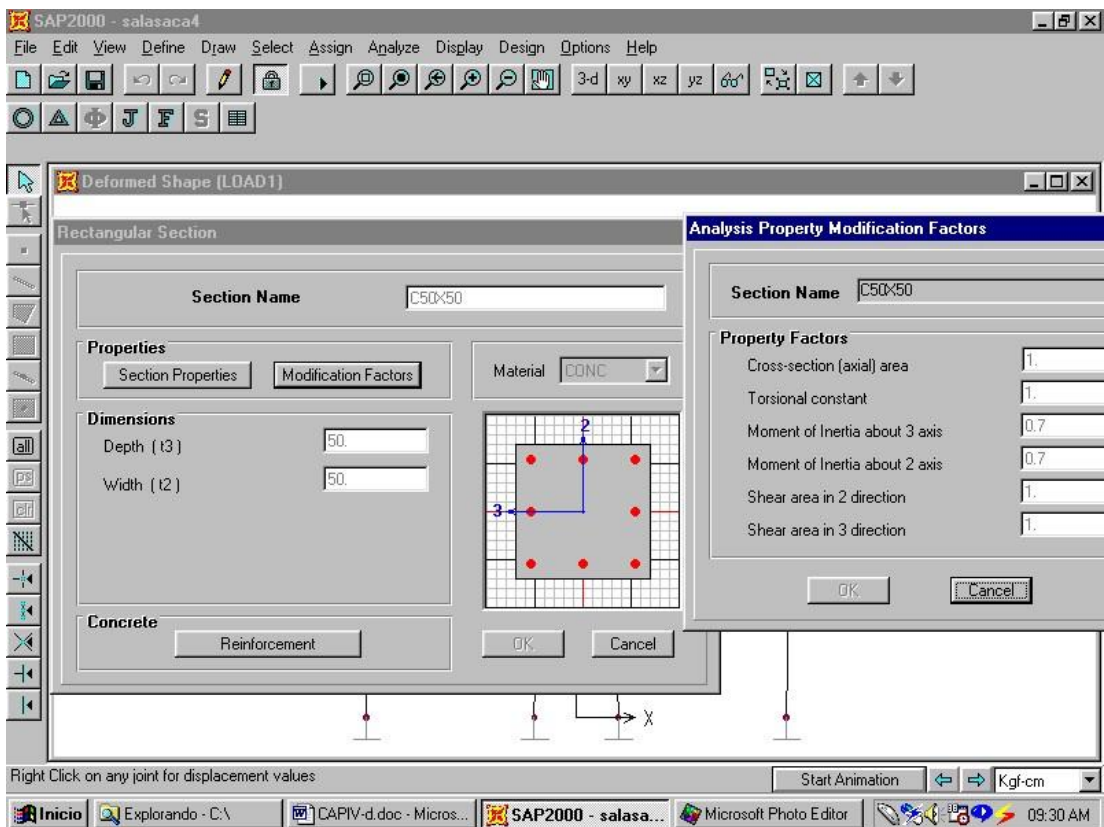 SAP2000 - salasaca4
File Edit View Define Draw Select Assign Analyze Display Design Options Help
3-d xy xz yz
J F S
Deformed Shape (LOAD1)
Rectangular Section
Section Name C50X50
Properties
Section Properties Modification Factors
Material CONC
Dimensions
Depth ( t3 ) 50.
Width ( t2 ) 50.
2
3
Concrete
Reinforcement
OK Cancel
Analysis Property Modification Factors
Section Name C50X50
Property Factors
Cross-section (axial) area 1.
Torsional constant 1.
Moment of Inertia about 3 axis 0.7
Moment of Inertia about 2 axis 0.7
Shear area in 2 direction 1.
Shear area in 3 direction 1.
OK Cancel
all
ps
clr
X
Right Click on any joint for displacement values
Start Animation Kgf-cm
Inicio Explorando - C:\ CAPIV-d.doc - Micros... SAP2000 - salasa... Microsoft Photo Editor 09:30 AM